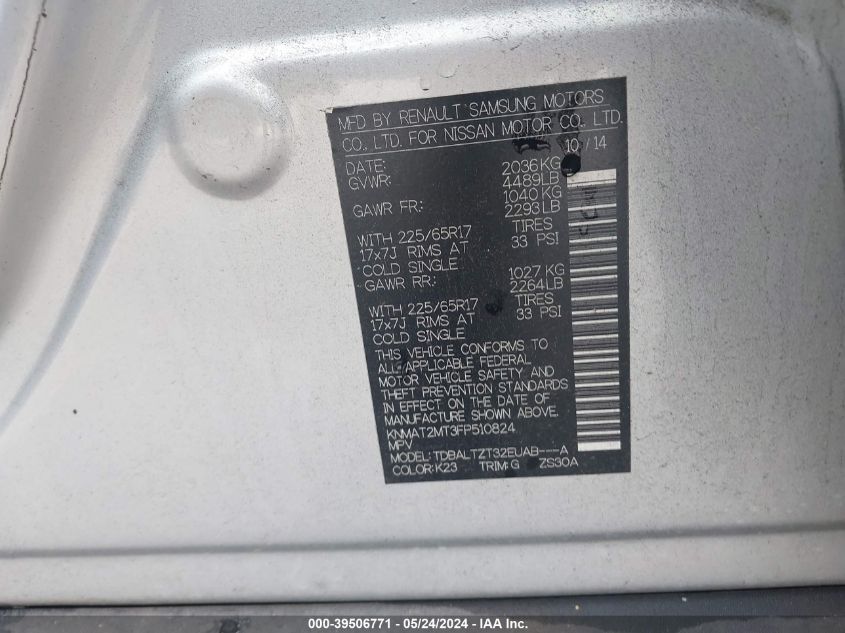 MFD BY RENAULT SAMSUNG MOTORS
CO. LTD. FOR NISSAN MOTOR CO. LTD.
DATE: 10/14
GVWR: 2036KG
4489LB
GAWR FR: 1040 KG
2293LB
WITH 225/65R17 TIRES
17x7J RIMS AT 33 PSI
COLD SINGLE
GAWR RR: 1027 KG
2264LB
WITH 225/65R17 TIRES
17x7J RIMS AT 33 PSI
COLD SINGLE
THIS VEHICLE CONFORMS TO
ALL APPLICABLE FEDERAL
MOTOR VEHICLE SAFETY AND
THEFT PREVENTION STANDARDS
IN EFFECT ON THE DATE OF
MANUFACTURE SHOWN ABOVE.
KNMAT2MT3FP510824
MPV
MODEL: TDBALTZT32EUAB---A
COLOR:K23 TRIM:G ZS30A
000-39506771 - 05/24/2024 - IAA Inc.